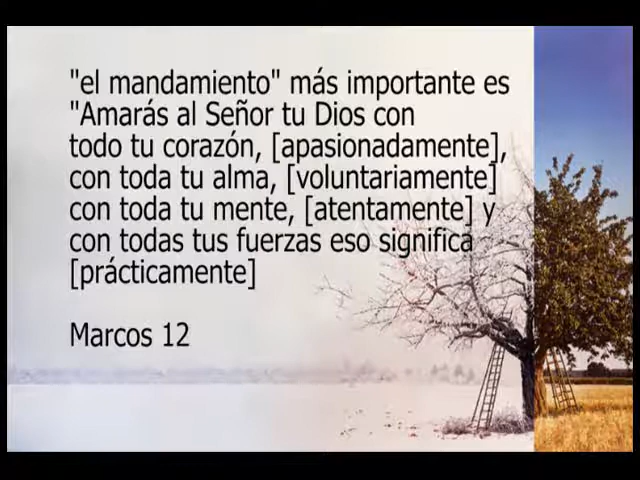 "el mandamiento" más importante es
"Amarás al Señor tu Dios con
todo tu corazón, [apasionadamente],
con toda tu alma, [voluntariamente]
con toda tu mente, [atentamente] y
con todas tus fuerzas eso significa
[prácticamente]
Marcos 12